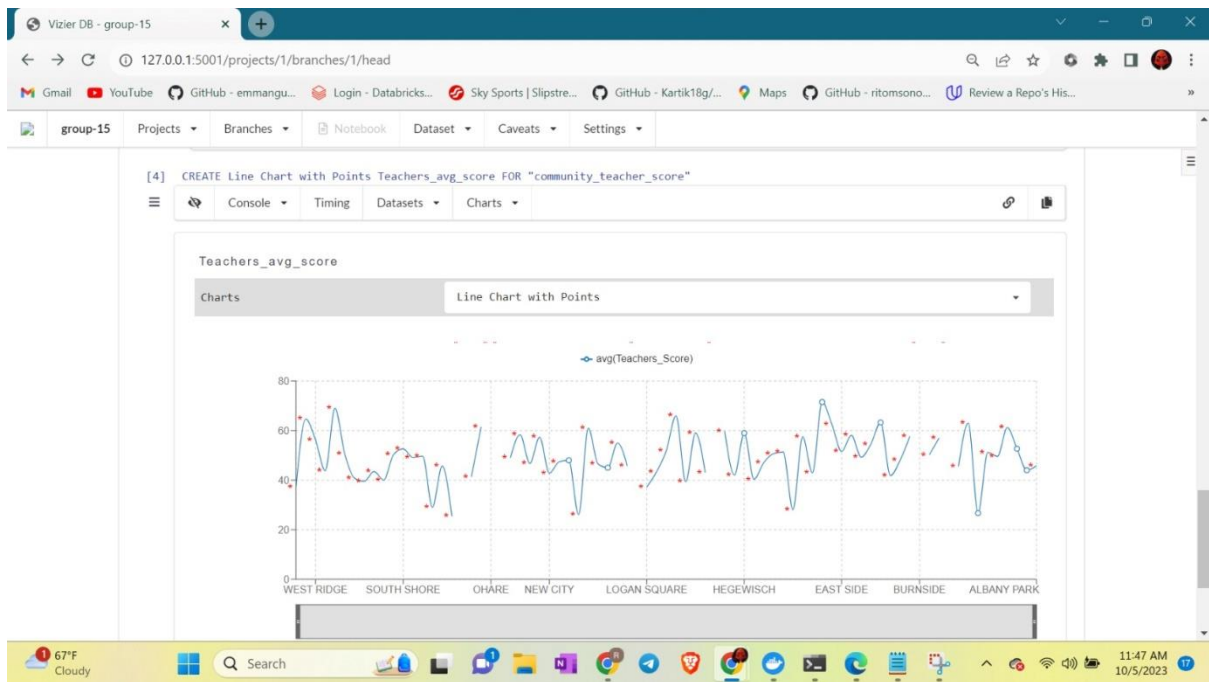 Vizier DB - group-15
127.0.0.1:5001/projects/1/branches/1/head
Gmail YouTube GitHub - emmangu... Login - Databricks... Sky Sports | Slipstre... GitHub - Kartik18g/... Maps GitHub - ritomsono... Review a Repo's His... »
group-15 Projects Branches Notebook Dataset Caveats Settings
[4] CREATE Line Chart with Points Teachers_avg_score FOR "community_teacher_score"
Console Timing Datasets Charts
Teachers_avg_score
Charts Line Chart with Points
avg(Teachers_Score)
80
60
40
20
0
WEST RIDGE SOUTH SHORE OHARE NEW CITY LOGAN SQUARE HEGEWISCH EAST SIDE BURNSIDE ALBANY PARK
1 67°F
Cloudy
Search
1
11:47 AM
10/5/2023
17